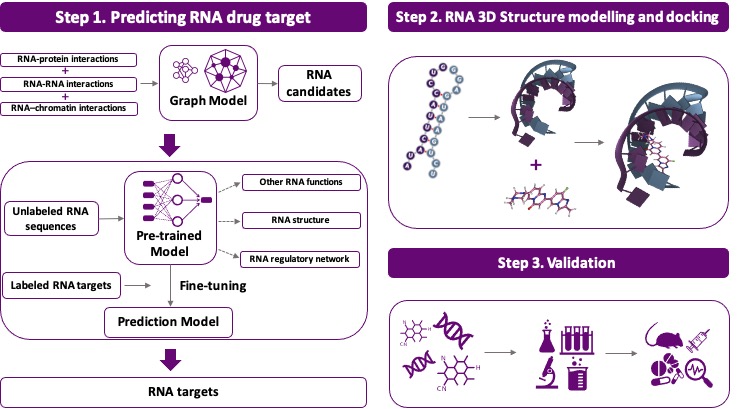 Step 1. Predicting RNA drug target
RNA-protein interactions
+
RNA-RNA interactions
+
RNA–chromatin interactions
Graph Model
RNA
candidates
Unlabeled RNA
sequences
Pre-trained
Model
Other RNA functions
RNA structure
RNA regulatory network
Labeled RNA targets
Fine-tuning
Prediction Model
RNA targets
Step 2. RNA 3D Structure modelling and docking
+
Step 3. Validation
N
H
CN
N
H
CN